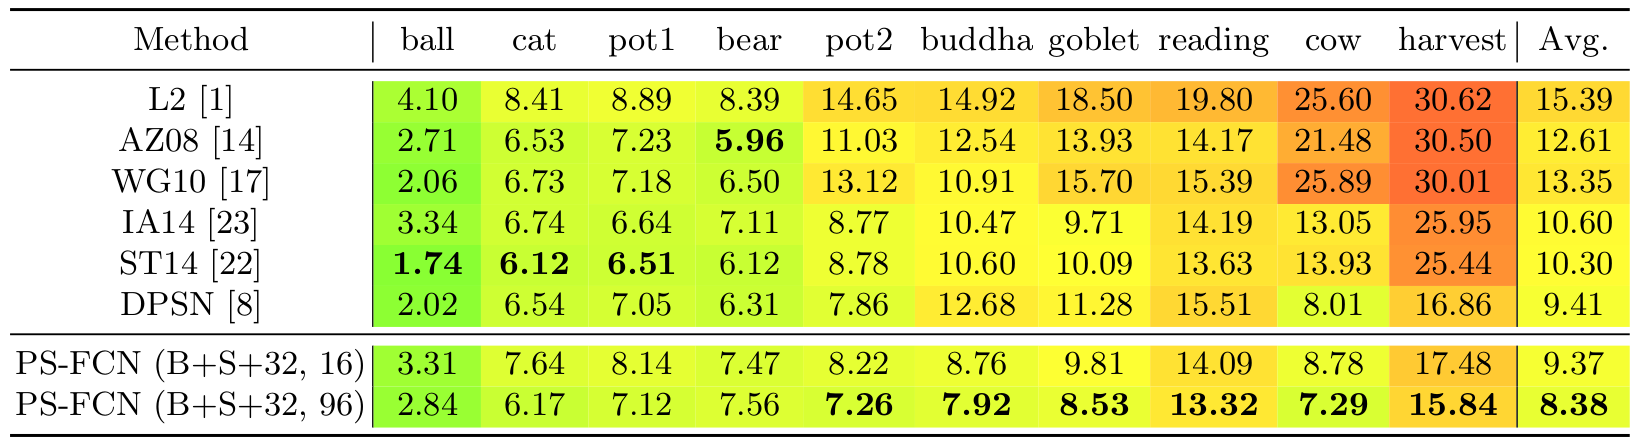 Method ball cat pot1 bear pot2 buddha goblet reading cow harvest Avg.
L2 [1] 4.10 8.41 8.89 8.39 14.65 14.92 18.50 19.80 25.60 30.62 15.39
AZ08 [14] 2.71 6.53 7.23 5.96 11.03 12.54 13.93 14.17 21.48 30.50 12.61
WG10 [17] 2.06 6.73 7.18 6.50 13.12 10.91 15.70 15.39 25.89 30.01 13.35
IA14 [23] 3.34 6.74 6.64 7.11 8.77 10.47 9.71 14.19 13.05 25.95 10.60
ST14 [22] 1.74 6.12 6.51 6.12 8.78 10.60 10.09 13.63 13.93 25.44 10.30
DPSN [8] 2.02 6.54 7.05 6.31 7.86 12.68 11.28 15.51 8.01 16.86 9.41
PS-FCN (B+S+32, 16) 3.31 7.64 8.14 7.47 8.22 8.76 9.81 14.09 8.78 17.48 9.37
PS-FCN (B+S+32, 96) 2.84 6.17 7.12 7.56 7.26 7.92 8.53 13.32 7.29 15.84 8.38